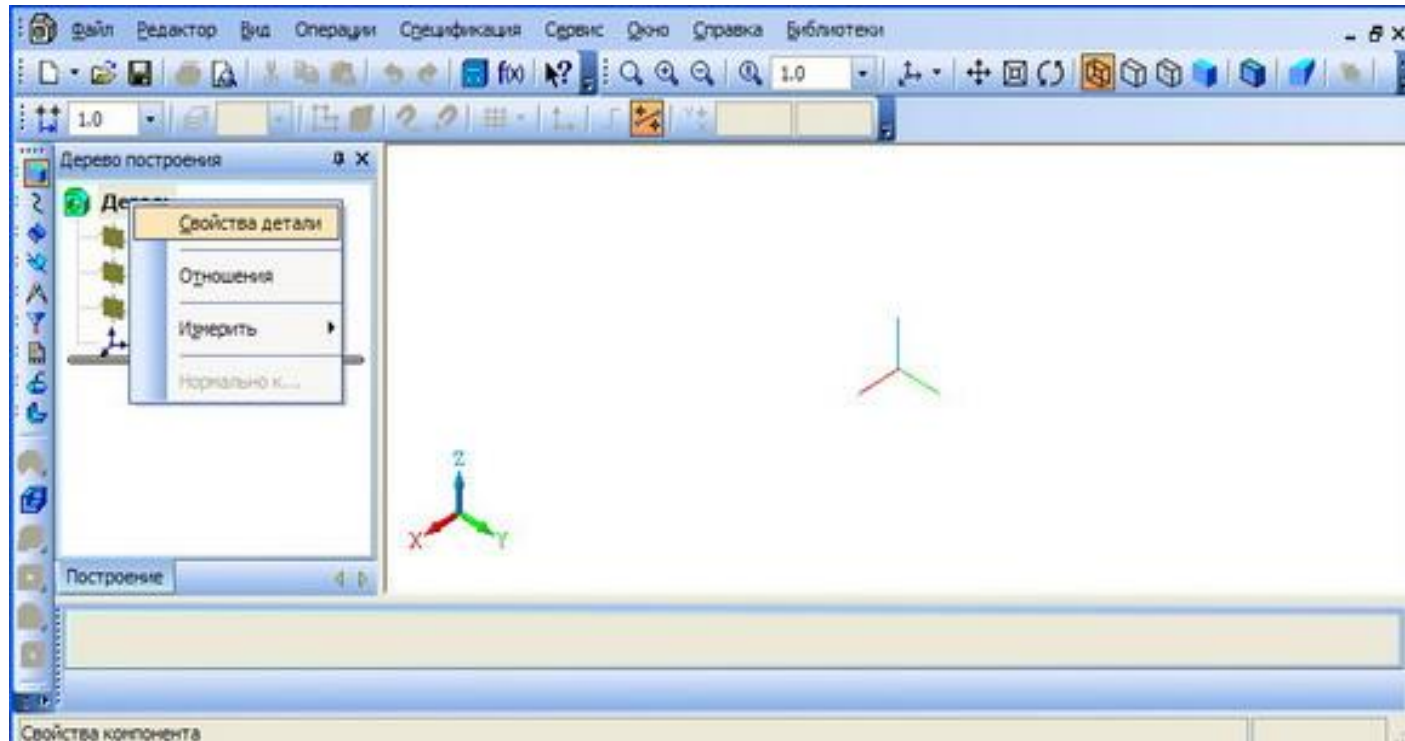 Файл Редактор Вид Операции Спецификация Сервис Окно Справка Библиотеки
f(x) 1.0
1.0
Дерево построения
Свойства детали
Отношения
Измерить
Нормально к....
Z
X Y
Построение
Свойства компонента